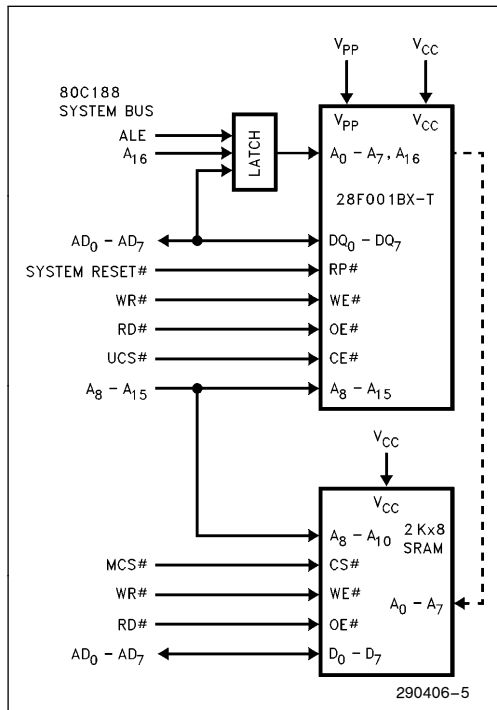 V_PP V_CC
80C188
SYSTEM BUS
V_PP V_CC
ALE
A_16
LATCH
A_0 – A_7, A_16
28F001BX-T
AD_0 – AD_7
DQ_0 – DQ_7
SYSTEM RESET# RP#
WR# WE#
RD# OE#
UCS# CE#
A_8 – A_15 A_8 – A_15
V_CC
V_CC
A_8 – A_10
2 Kx8
SRAM
MCS# CS#
WR# WE#
A_0 – A_7
RD# OE#
AD_0 – AD_7 D_0 – D_7
290406–5